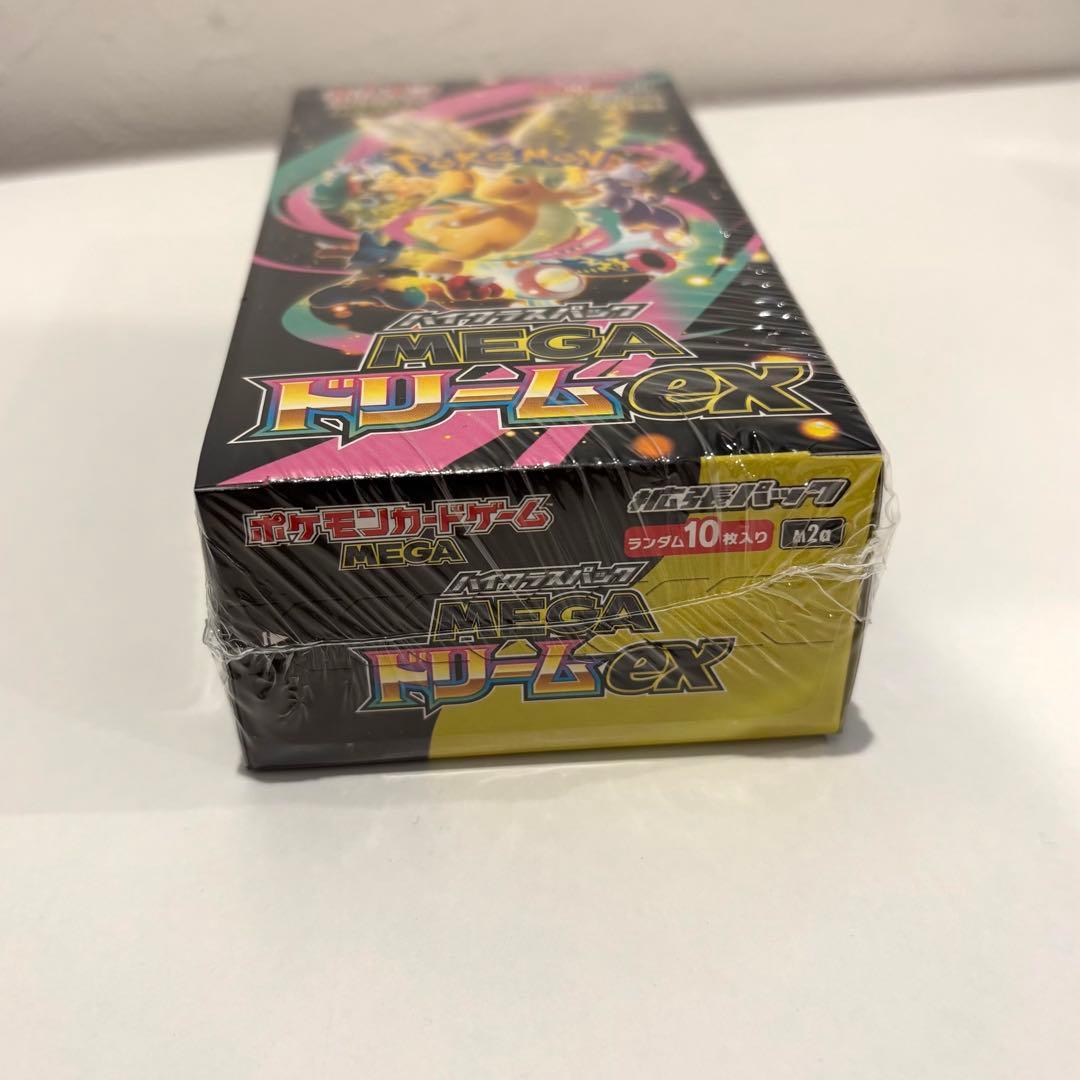 POKÉMON
ハイクラスパック
MEGA
ドリームex
ポケモンカードゲーム
MEGA
拡張パック
ランダム10枚入り
M2a
ハイクラスパック
MEGA
ドリームex